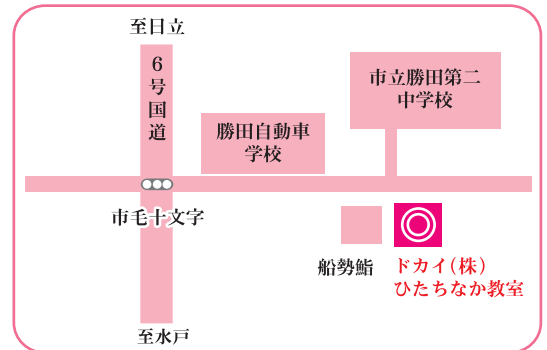 至日立
6号国道
市立勝田第二
中学校
勝田自動車
学校
市毛十文字
船勢鮨
ドカイ(株)
ひたちなか教室
至水戸